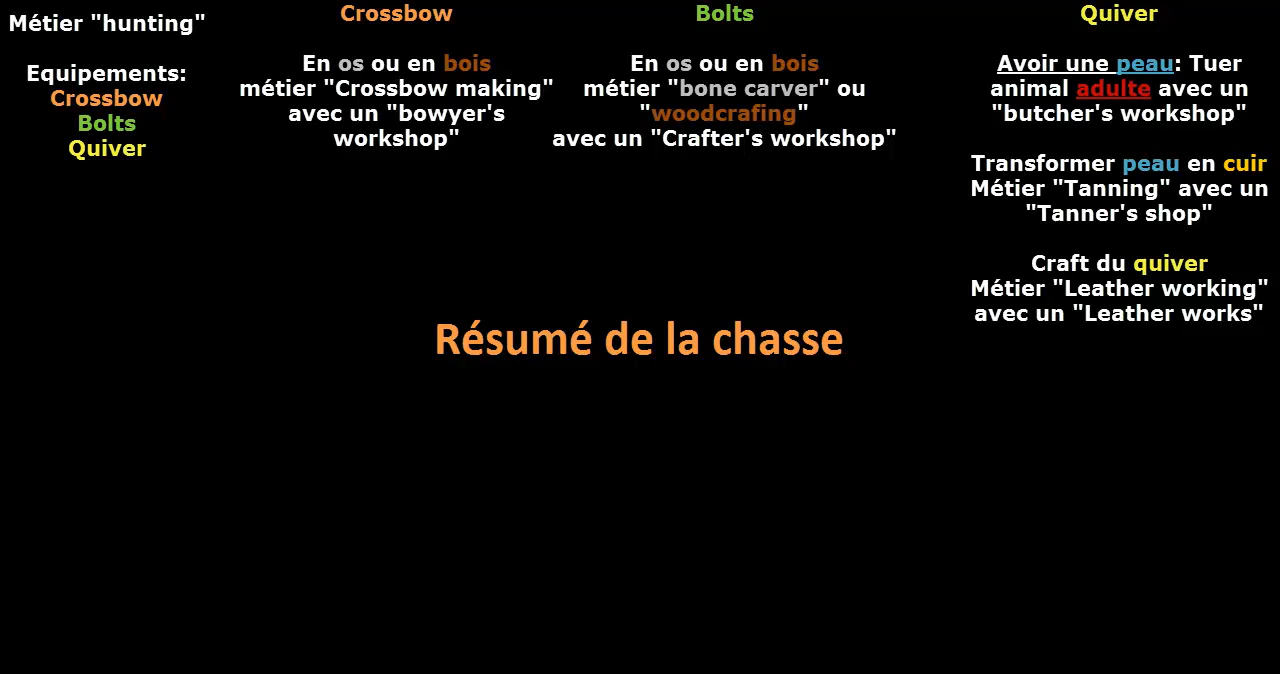 Métier "hunting"
Equipements:
Crossbow
Bolts
Quiver
Crossbow
En os ou en bois
métier "Crossbow making"
avec un "bowyer's
workshop"
Bolts
En os ou en bois
métier "bone carver" ou
"woodcrafing"
avec un "Crafter's workshop"
Quiver
Avoir une peau: Tuer
animal adulte avec un
"butcher's workshop"
Transformer peau en cuir
Métier "Tanning" avec un
"Tanner's shop"
Craft du quiver
Métier "Leather working"
avec un "Leather works"
Résumé de la chasse